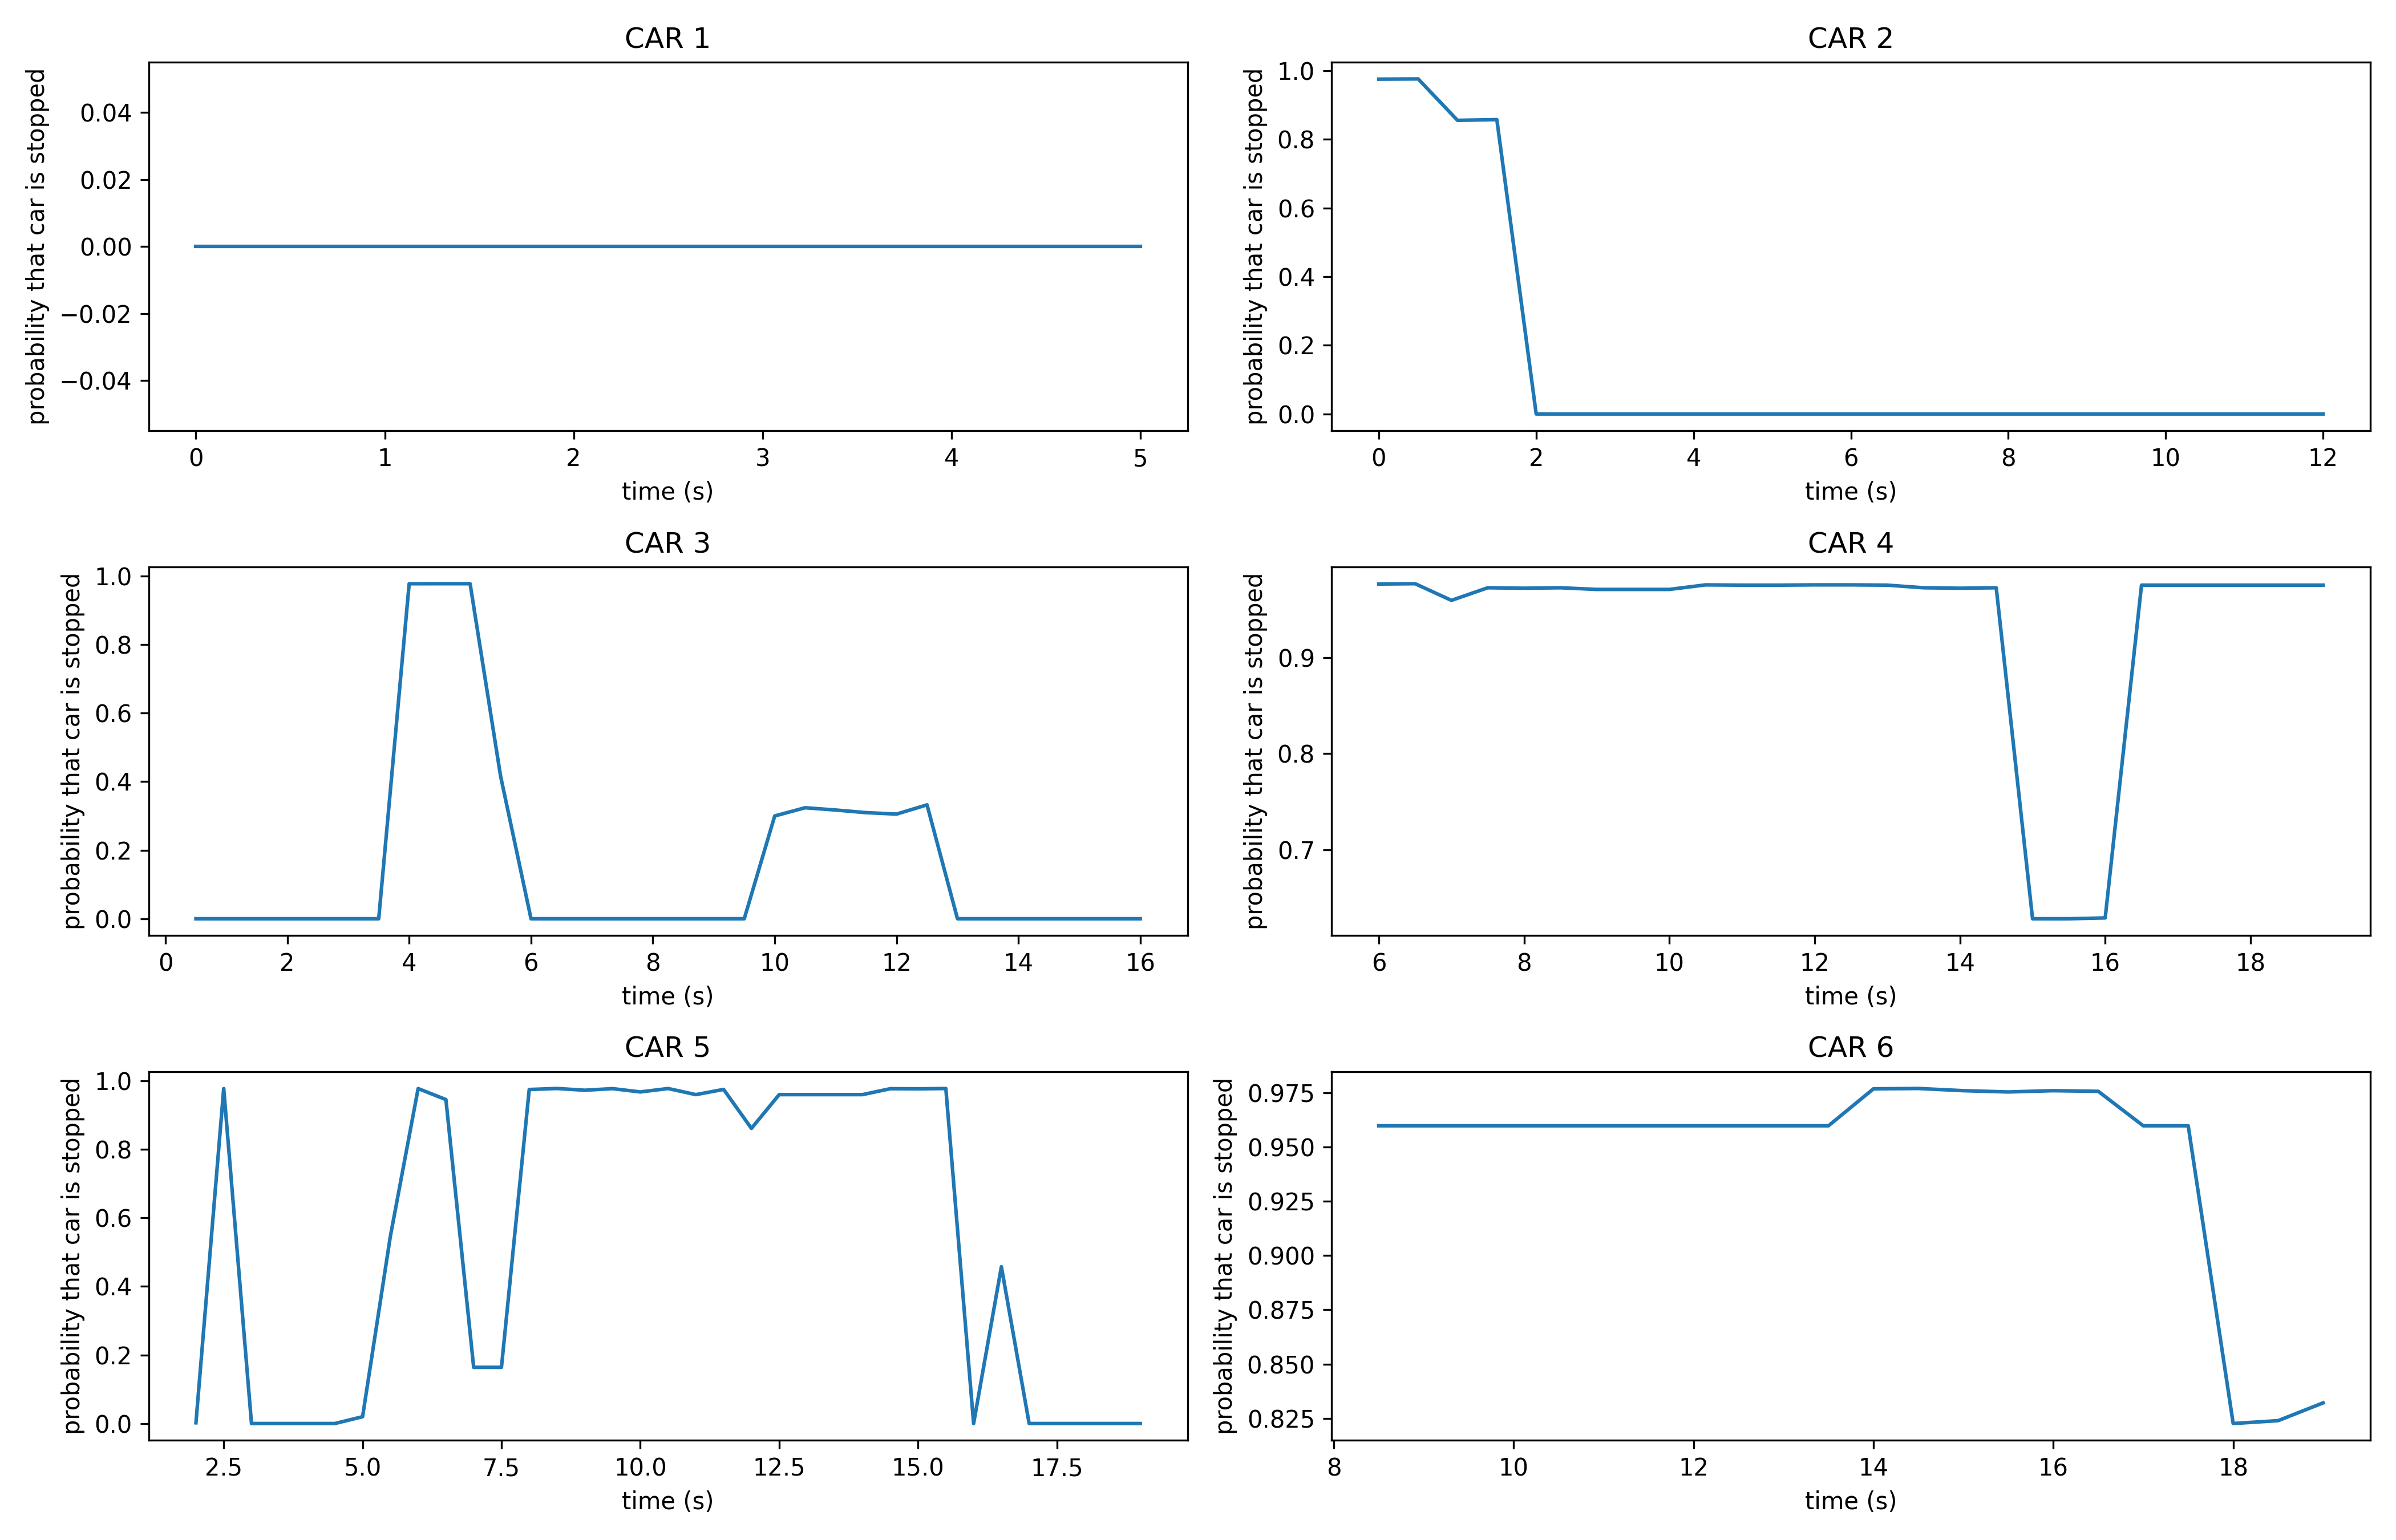 CAR 1
probability that car is stopped
0.04
0.02
0.00
−0.02
−0.04
0 1 2 3 4 5
time (s)
CAR 2
probability that car is stopped
1.0
0.8
0.6
0.4
0.2
0.0
0 2 4 6 8 10 12
time (s)
CAR 3
probability that car is stopped
1.0
0.8
0.6
0.4
0.2
0.0
0 2 4 6 8 10 12 14 16
time (s)
CAR 4
probability that car is stopped
0.9
0.8
0.7
6 8 10 12 14 16 18
time (s)
CAR 5
probability that car is stopped
1.0
0.8
0.6
0.4
0.2
0.0
2.5 5.0 7.5 10.0 12.5 15.0 17.5
time (s)
CAR 6
probability that car is stopped
0.975
0.950
0.925
0.900
0.875
0.850
0.825
8 10 12 14 16 18
time (s)